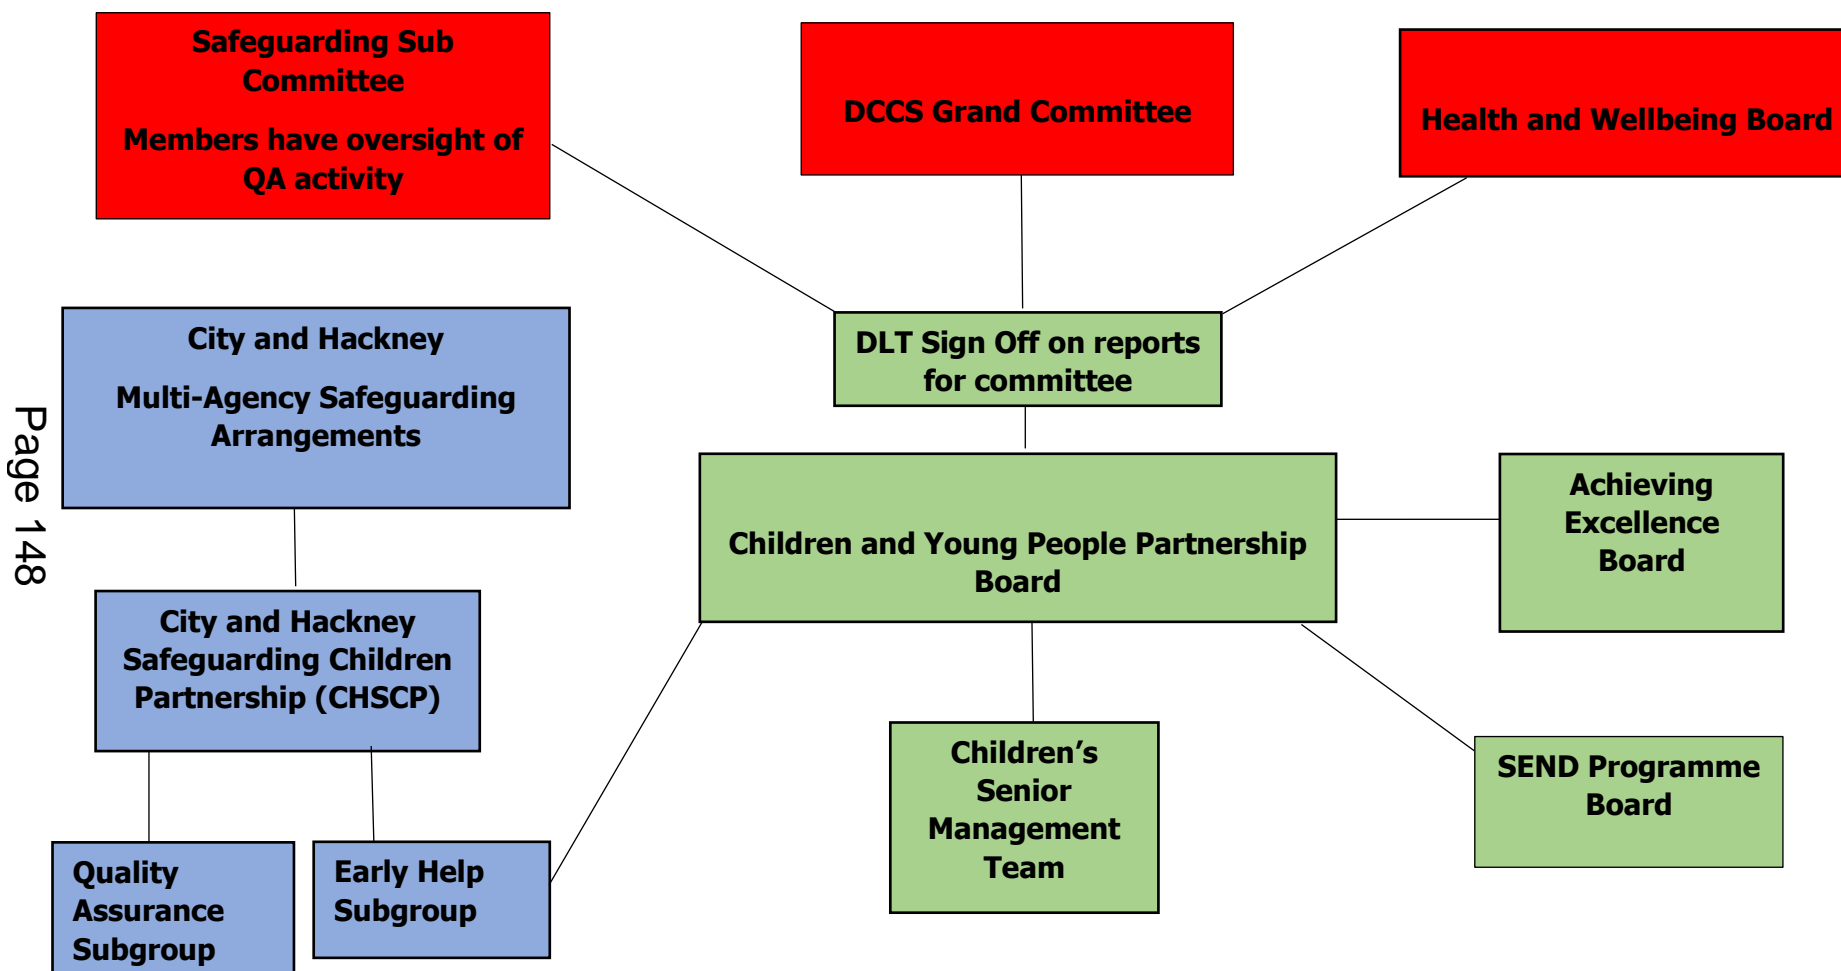 Safeguarding Sub
Committee
Members have oversight of
QA activity
DCCS Grand Committee
Health and Wellbeing Board
City and Hackney
Multi-Agency Safeguarding
Arrangements
DLT Sign Off on reports
for committee
Page 148
Children and Young People Partnership
Board
Achieving
Excellence
Board
City and Hackney
Safeguarding Children
Partnership (CHSCP)
Children’s
Senior
Management
Team
SEND Programme
Board
Quality
Assurance
Subgroup
Early Help
Subgroup